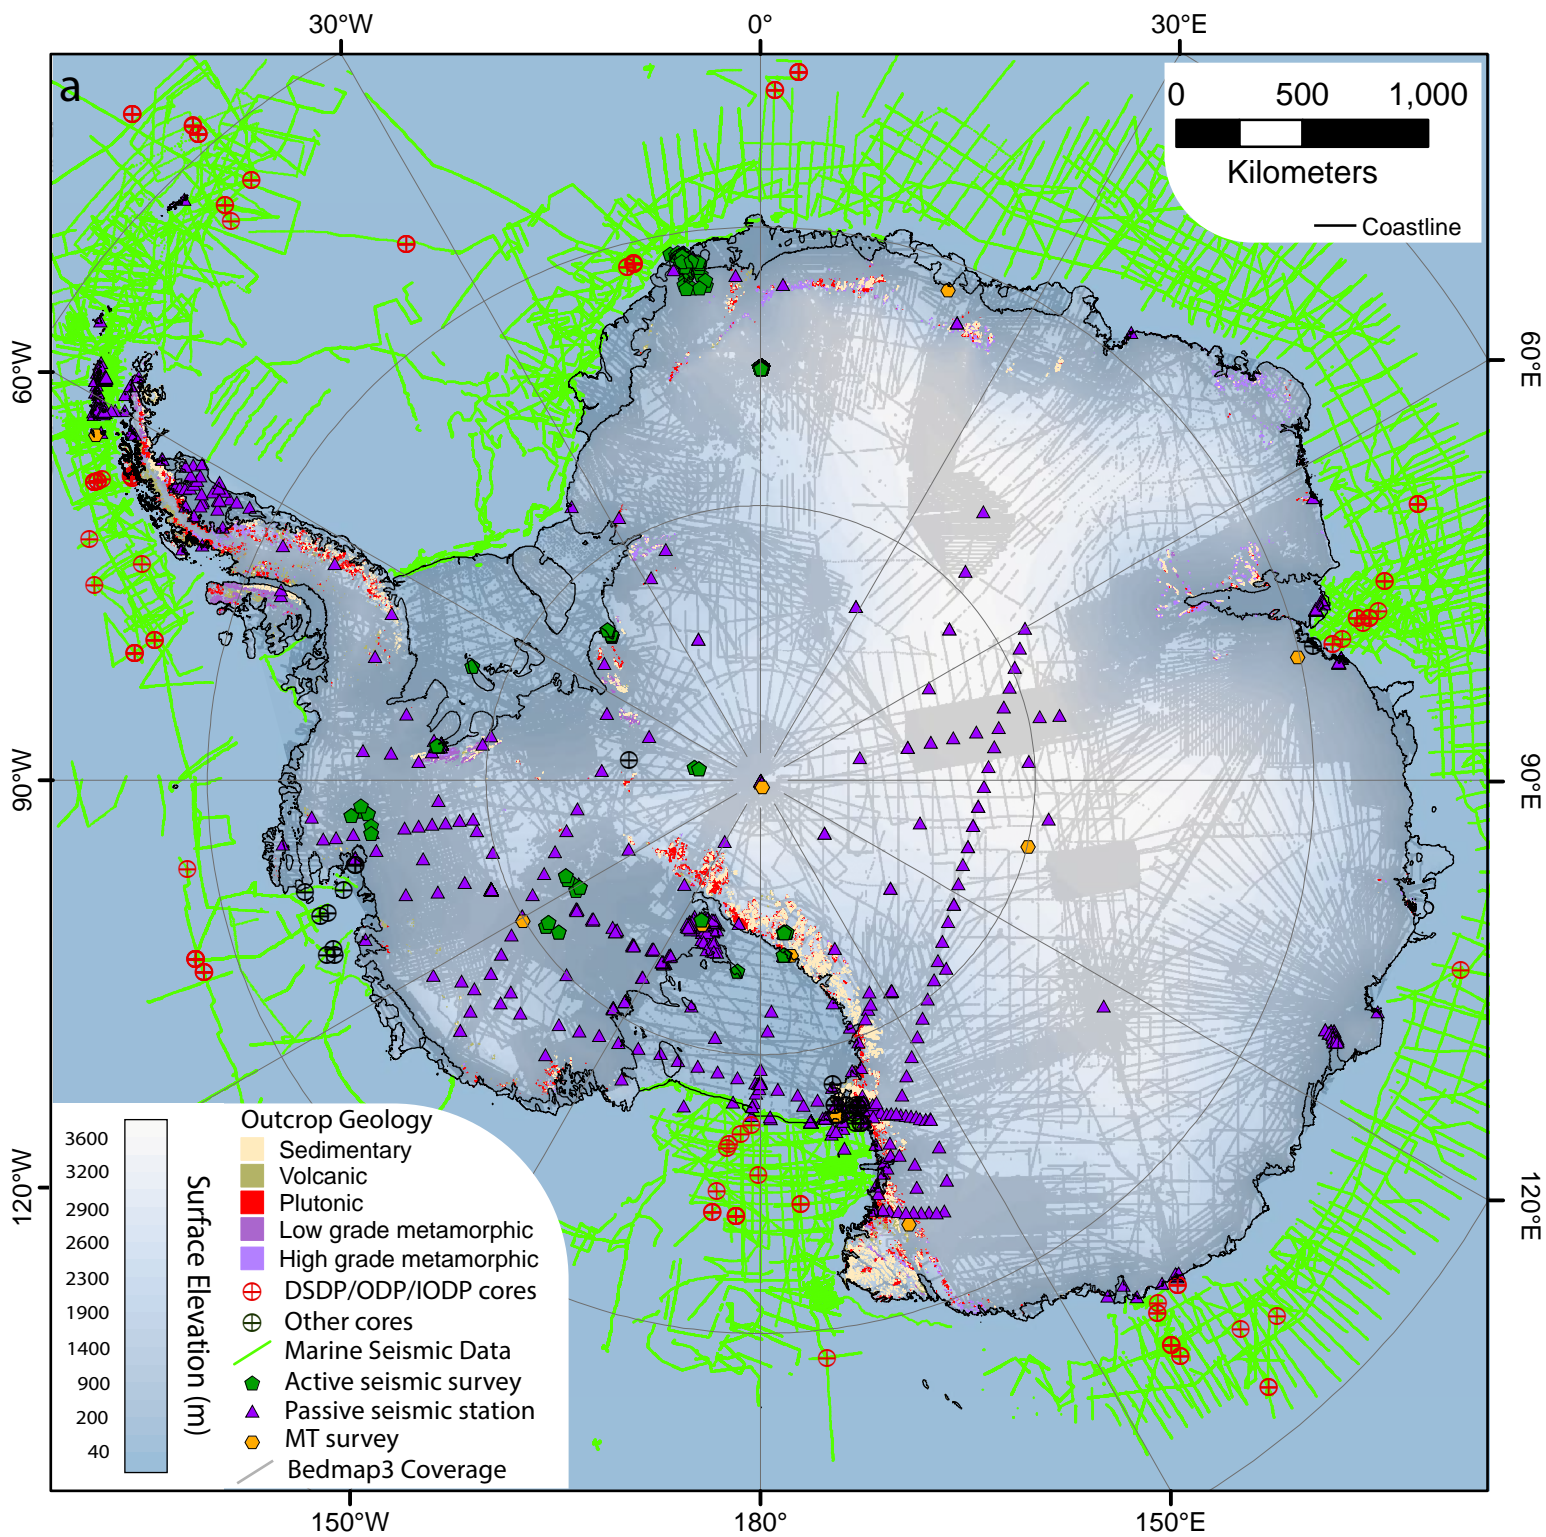 30°W
0°
30°E
a
0
500
1,000
Kilometers
Coastline
60°W
60°E
90°W
90°E
120°W
120°E
3600
3200
2900
2600
2300
1900
1400
900
200
40
Surface Elevation (m)
Outcrop Geology
Sedimentary
Volcanic
Plutonic
Low grade metamorphic
High grade metamorphic
DSDP/ODP/IODP cores
Other cores
Marine Seismic Data
Active seismic survey
Passive seismic station
MT survey
Bedmap3 Coverage
150°W
180°
150°E